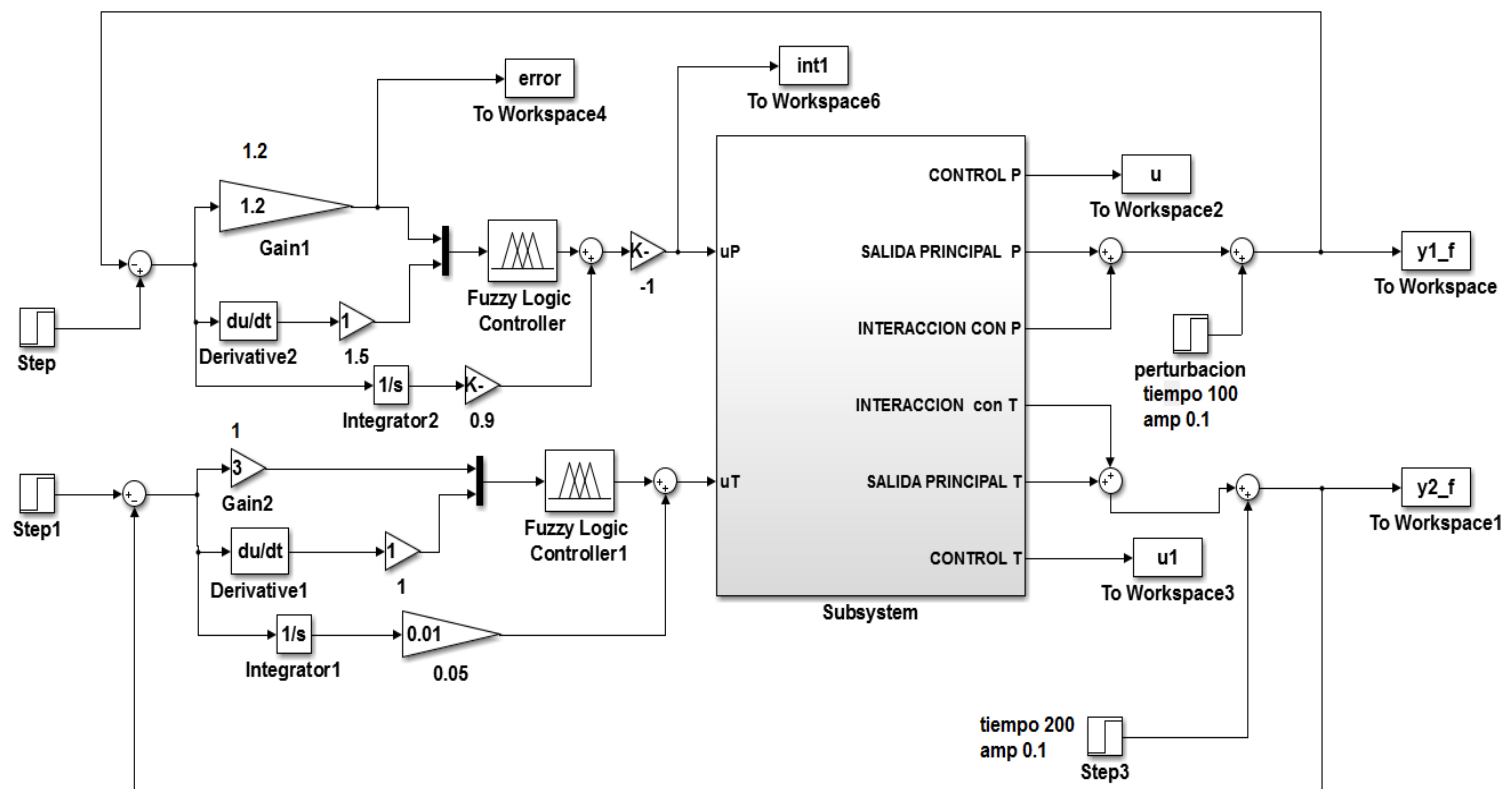 error
To Workspace4
int1
To Workspace6
1.2
1.2
Gain1
du/dt
Derivative2
1
1.5
1/s
Integrator2
K-
0.9
Fuzzy Logic
Controller
K-
-1
Step
uP
uT
CONTROL P
SALIDA PRINCIPAL P
INTERACCION CON P
INTERACCION con T
SALIDA PRINCIPAL T
CONTROL T
Subsystem
u
To Workspace2
y1_f
To Workspace
perturbacion
tiempo 100
amp 0.1
Step1
1
3
Gain2
du/dt
Derivative1
1
1
1/s
Integrator1
0.01
0.05
Fuzzy Logic
Controller1
y2_f
To Workspace1
u1
To Workspace3
tiempo 200
amp 0.1
Step3